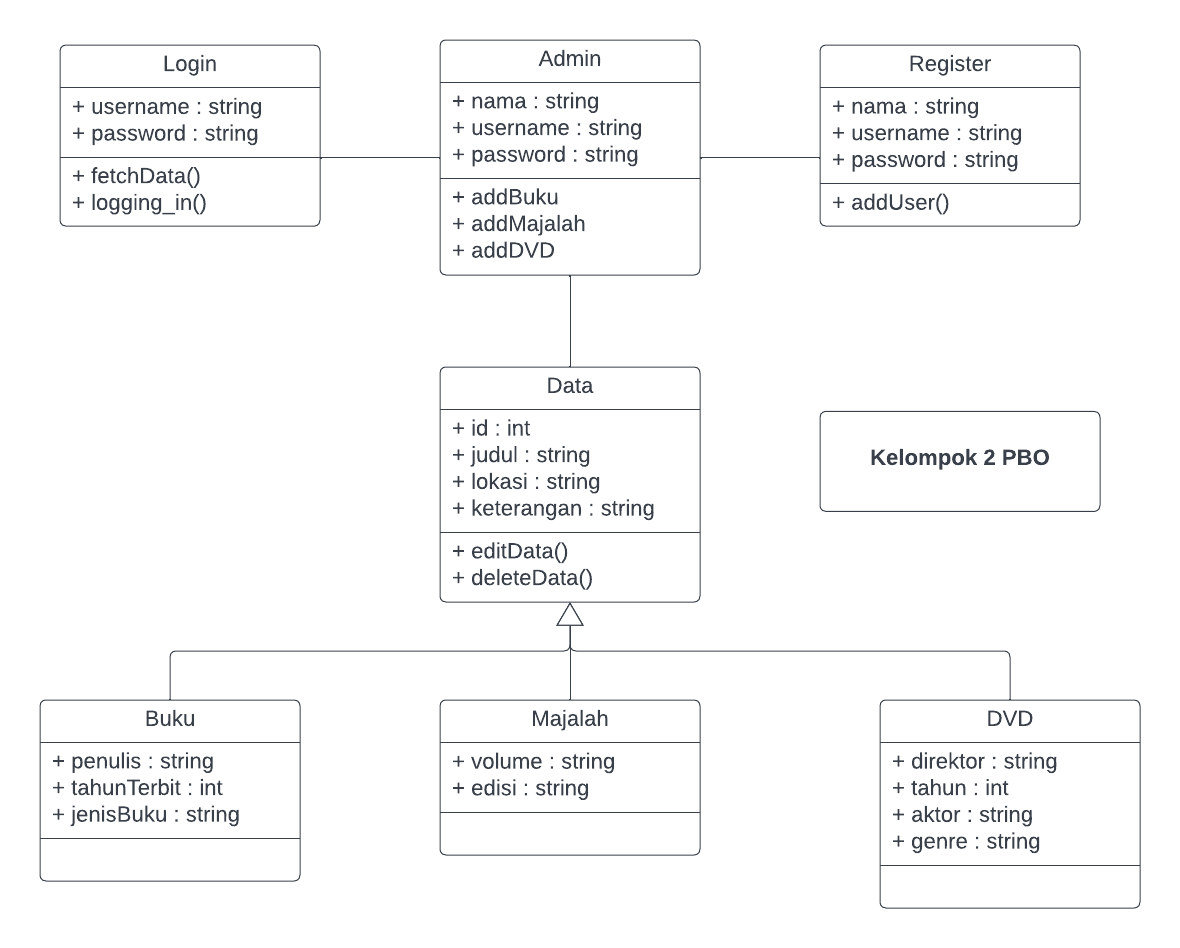 Login
+ username : string
+ password : string
+ fetchData()
+ logging_in()
Admin
+ nama : string
+ username : string
+ password : string
+ addBuku
+ addMajalah
+ addDVD
Register
+ nama : string
+ username : string
+ password : string
+ addUser()
Data
+ id : int
+ judul : string
+ lokasi : string
+ keterangan : string
+ editData()
+ deleteData()
Kelompok 2 PBO
Buku
+ penulis : string
+ tahunTerbit : int
+ jenisBuku : string
Majalah
+ volume : string
+ edisi : string
DVD
+ direktor : string
+ tahun : int
+ aktor : string
+ genre : string